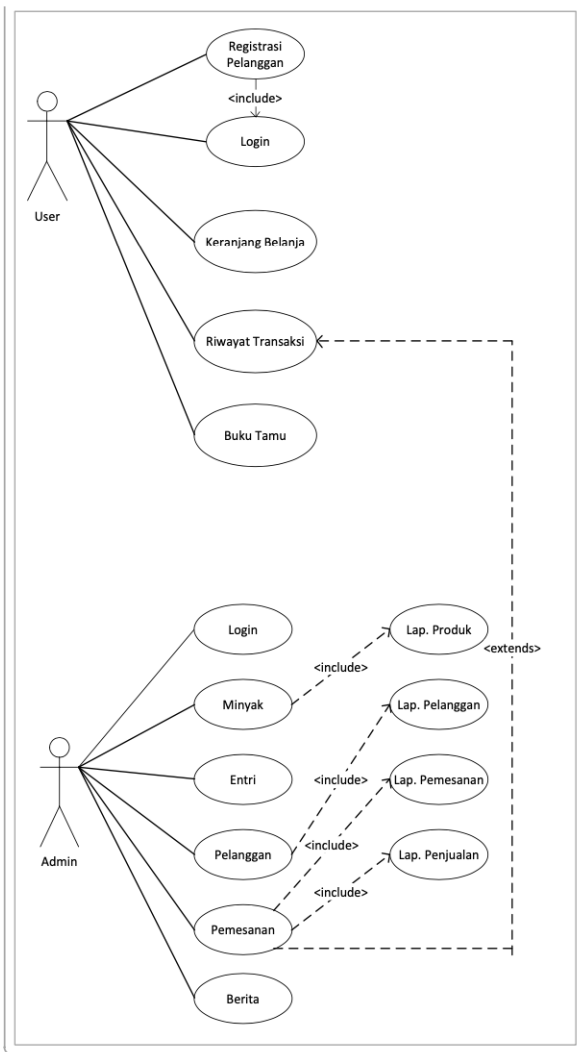 Registrasi
Pelanggan
<include>
Login
User
Keranjang Belanja
Riwayat Transaksi
Buku Tamu
Login
Lap. Produk
<extends>
<include>
Minyak
Lap. Pelanggan
<include>
Entri
Lap. Pemesanan
Admin
Pelanggan
<include>
Lap. Penjualan
<include>
Pemesanan
Berita